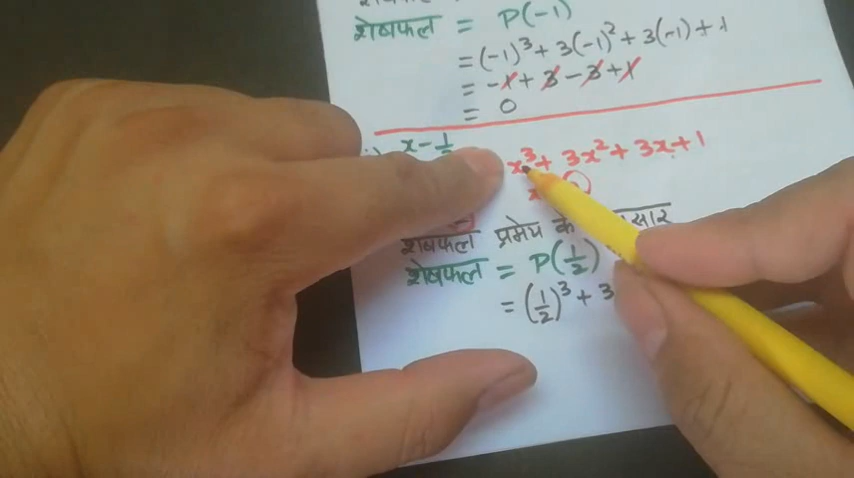 शेषफल = P(-1)
= (-1)³ + 3(-1)² + 3(-1) + 1
= -1 + 3 - 3 + 1
= 0
x - 1/2
x³ + 3x² + 3x + 1
शेषफल प्रमेय के
शेषफल = P(1/2)
= (1/2)³ + 3